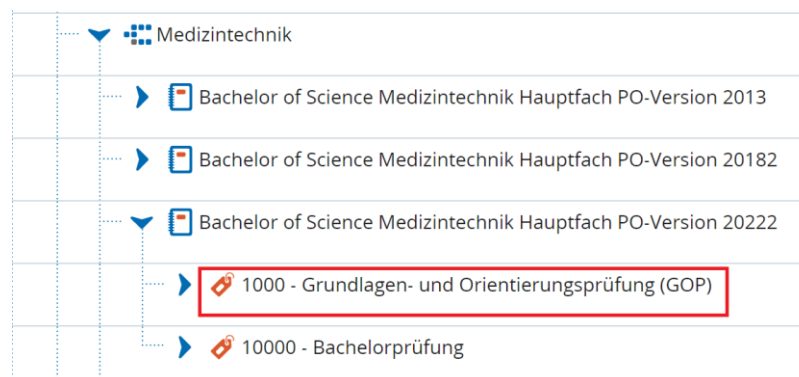 Medizintechnik
Bachelor of Science Medizintechnik Hauptfach PO-Version 2013
Bachelor of Science Medizintechnik Hauptfach PO-Version 20182
Bachelor of Science Medizintechnik Hauptfach PO-Version 20222
1000 - Grundlagen- und Orientierungsprüfung (GOP)
10000 - Bachelorprüfung